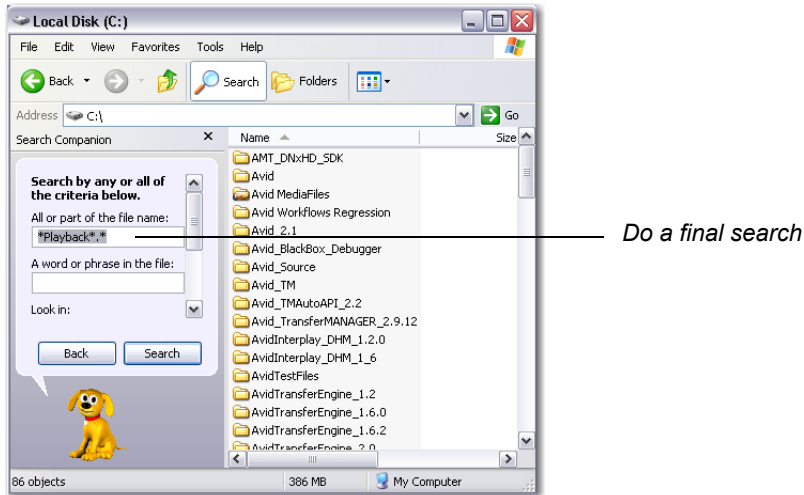 Local Disk (C:)
File Edit View Favorites Tools Help
Back Search Folders
Address C:\ Go
Search Companion
Search by any or all of
the criteria below.
All or part of the file name:
*Playback*.*
A word or phrase in the file:
Look in:
Back Search
Name Size
AMT_DNxHD_SDK
Avid
Avid MediaFiles
Avid Workflows Regression
Avid_2.1
Avid_BlackBox_Debugger
Avid_Source
Avid_TM
Avid_TMAutoAPI_2.2
Avid_TransferMANAGER_2.9.12
AvidInterplay_DHM_1.2.0
AvidInterplay_DHM_1_6
AvidTestFiles
AvidTransferEngine_1.2
AvidTransferEngine_1.6.0
AvidTransferEngine_1.6.2
AvidTransferEngine_2.0
86 objects 386 MB My Computer
Do a final search